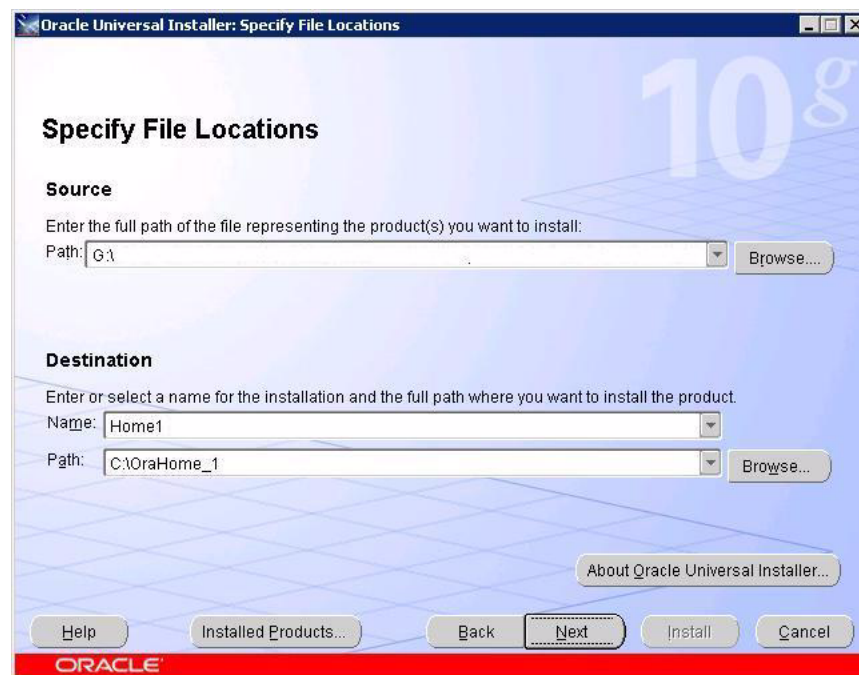 Oracle Universal Installer: Specify File Locations
10g
Specify File Locations
Source
Enter the full path of the file representing the product(s) you want to install:
Path: G:\ Browse....
Destination
Enter or select a name for the installation and the full path where you want to install the product.
Name: Home1
Path: C:\OraHome_1 Browse...
About Oracle Universal Installer...
Help Installed Products... Back Next Install Cancel
ORACLE